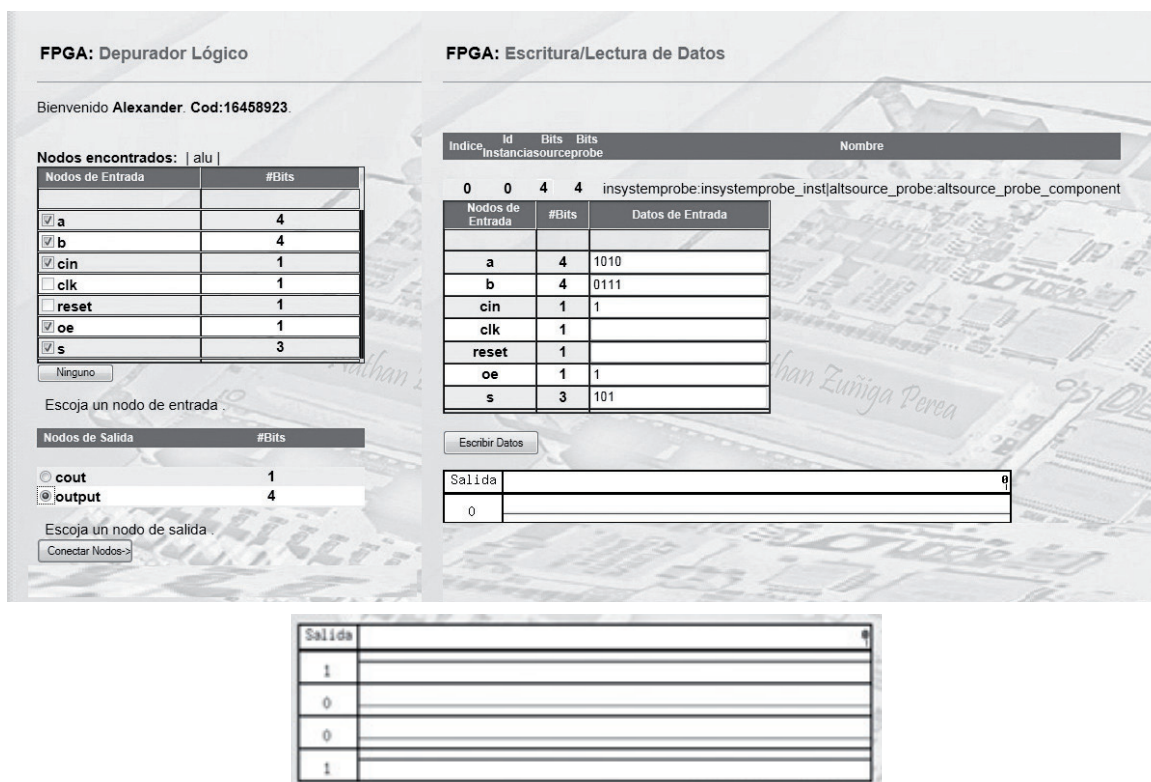 FPGA: Depurador Lógico
Bienvenido Alexander. Cod:16458923.
Nodos encontrados: | alu |
Nodos de Entrada #Bits
a 4
b 4
cin 1
clk 1
reset 1
oe 1
s 3
Ninguno
Escoja un nodo de entrada .
Nodos de Salida #Bits
cout 1
output 4
Escoja un nodo de salida .
Conectar Nodos->
FPGA: Escritura/Lectura de Datos
Indice Id Instancia Bits source Bits probe Nombre
0 0 4 4 insystemprobe:insystemprobe_inst|altsource_probe:altsource_probe_component
Nodos de Entrada #Bits Datos de Entrada
a 4 1010
b 4 0111
cin 1 1
clk 1
reset 1
oe 1 1
s 3 101
Nathan Zuñiga Perea
Escribir Datos
Salida 0
0
Salida
1
0
0
1